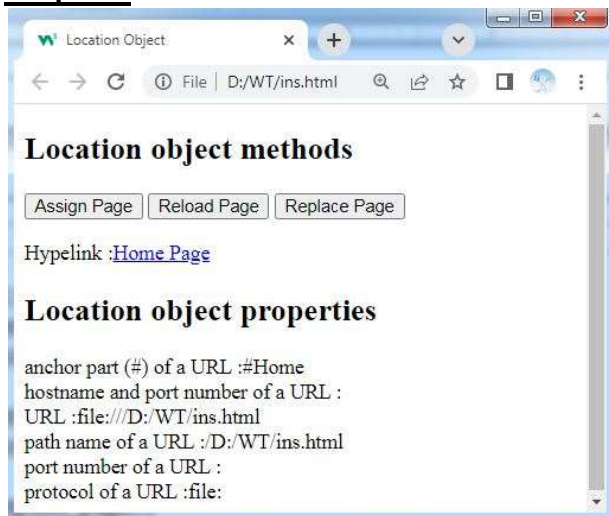 Location Object
File D:/WT/ins.html
Location object methods
Assign Page Reload Page Replace Page
Hypelink :Home Page
Location object properties
anchor part (#) of a URL :#Home
hostname and port number of a URL :
URL :file:///D:/WT/ins.html
path name of a URL :/D:/WT/ins.html
port number of a URL :
protocol of a URL :file: